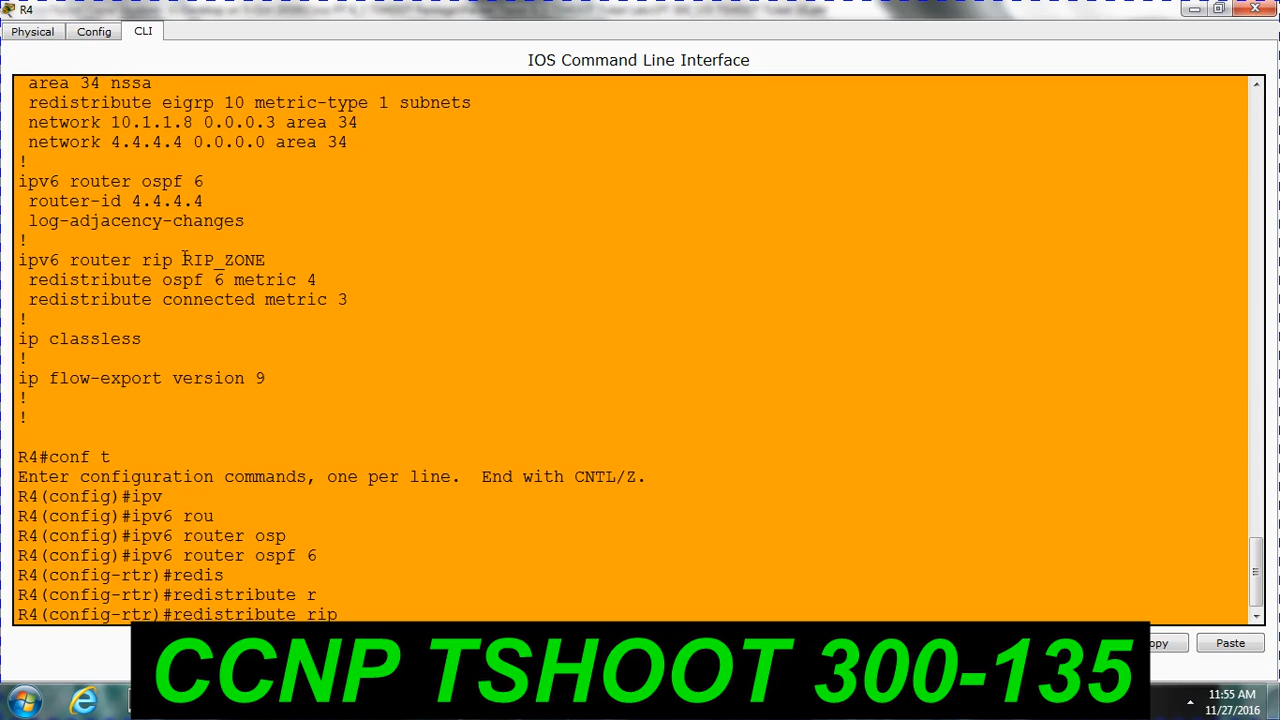 R4
Physical
Config
CLI
IOS Command Line Interface
area 34 nssa
redistribute eigrp 10 metric-type 1 subnets
network 10.1.1.8 0.0.0.3 area 34
network 4.4.4.4 0.0.0.0 area 34
!
ipv6 router ospf 6
router-id 4.4.4.4
log-adjacency-changes
!
ipv6 router rip RIP_ZONE
redistribute ospf 6 metric 4
redistribute connected metric 3
!
ip classless
!
ip flow-export version 9
!
!
R4#conf t
Enter configuration commands, one per line.  End with CNTL/Z.
R4(config)#ipv
R4(config)#ipv6 rou
R4(config)#ipv6 router osp
R4(config)#ipv6 router ospf 6
R4(config-rtr)#redis
R4(config-rtr)#redistribute r
R4(config-rtr)#redistribute rip
opy
Paste
CCNP TSHOOT 300-135
11:55 AM
11/27/2016